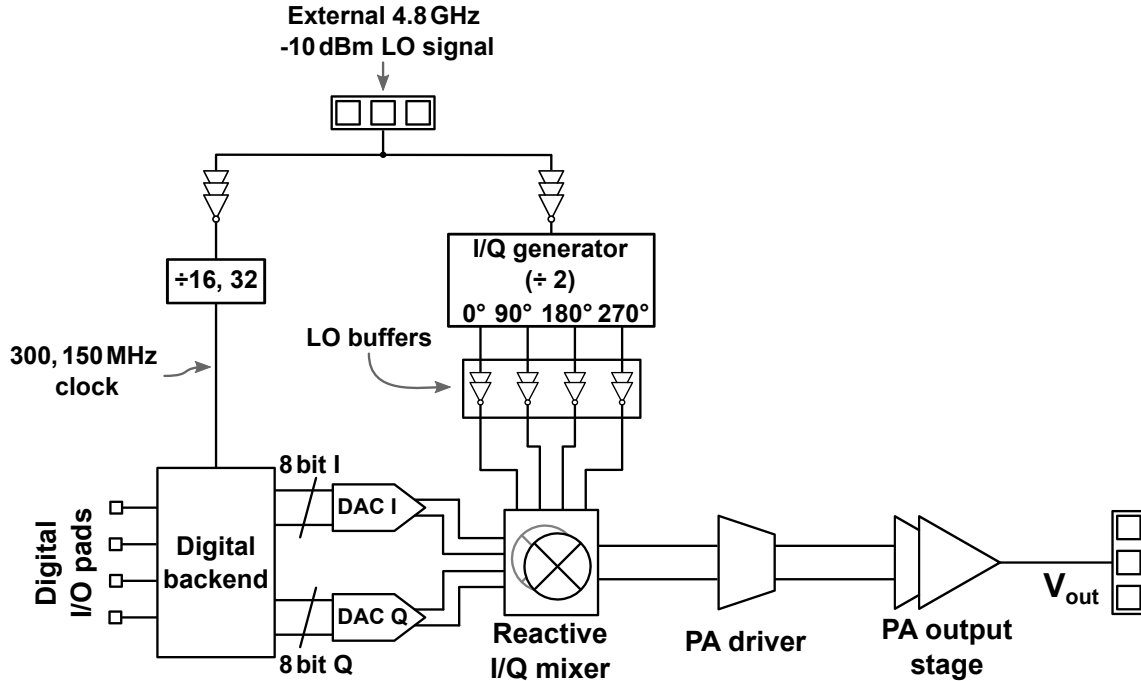 External 4.8 GHz
-10 dBm LO signal
÷16, 32
I/Q generator
(÷ 2)
0° 90° 180° 270°
LO buffers
300, 150 MHz
clock
8 bit I
DAC I
Digital
I/O pads
Digital
backend
DAC Q
8 bit Q
Reactive
I/Q mixer
PA driver
PA output
stage
Vout